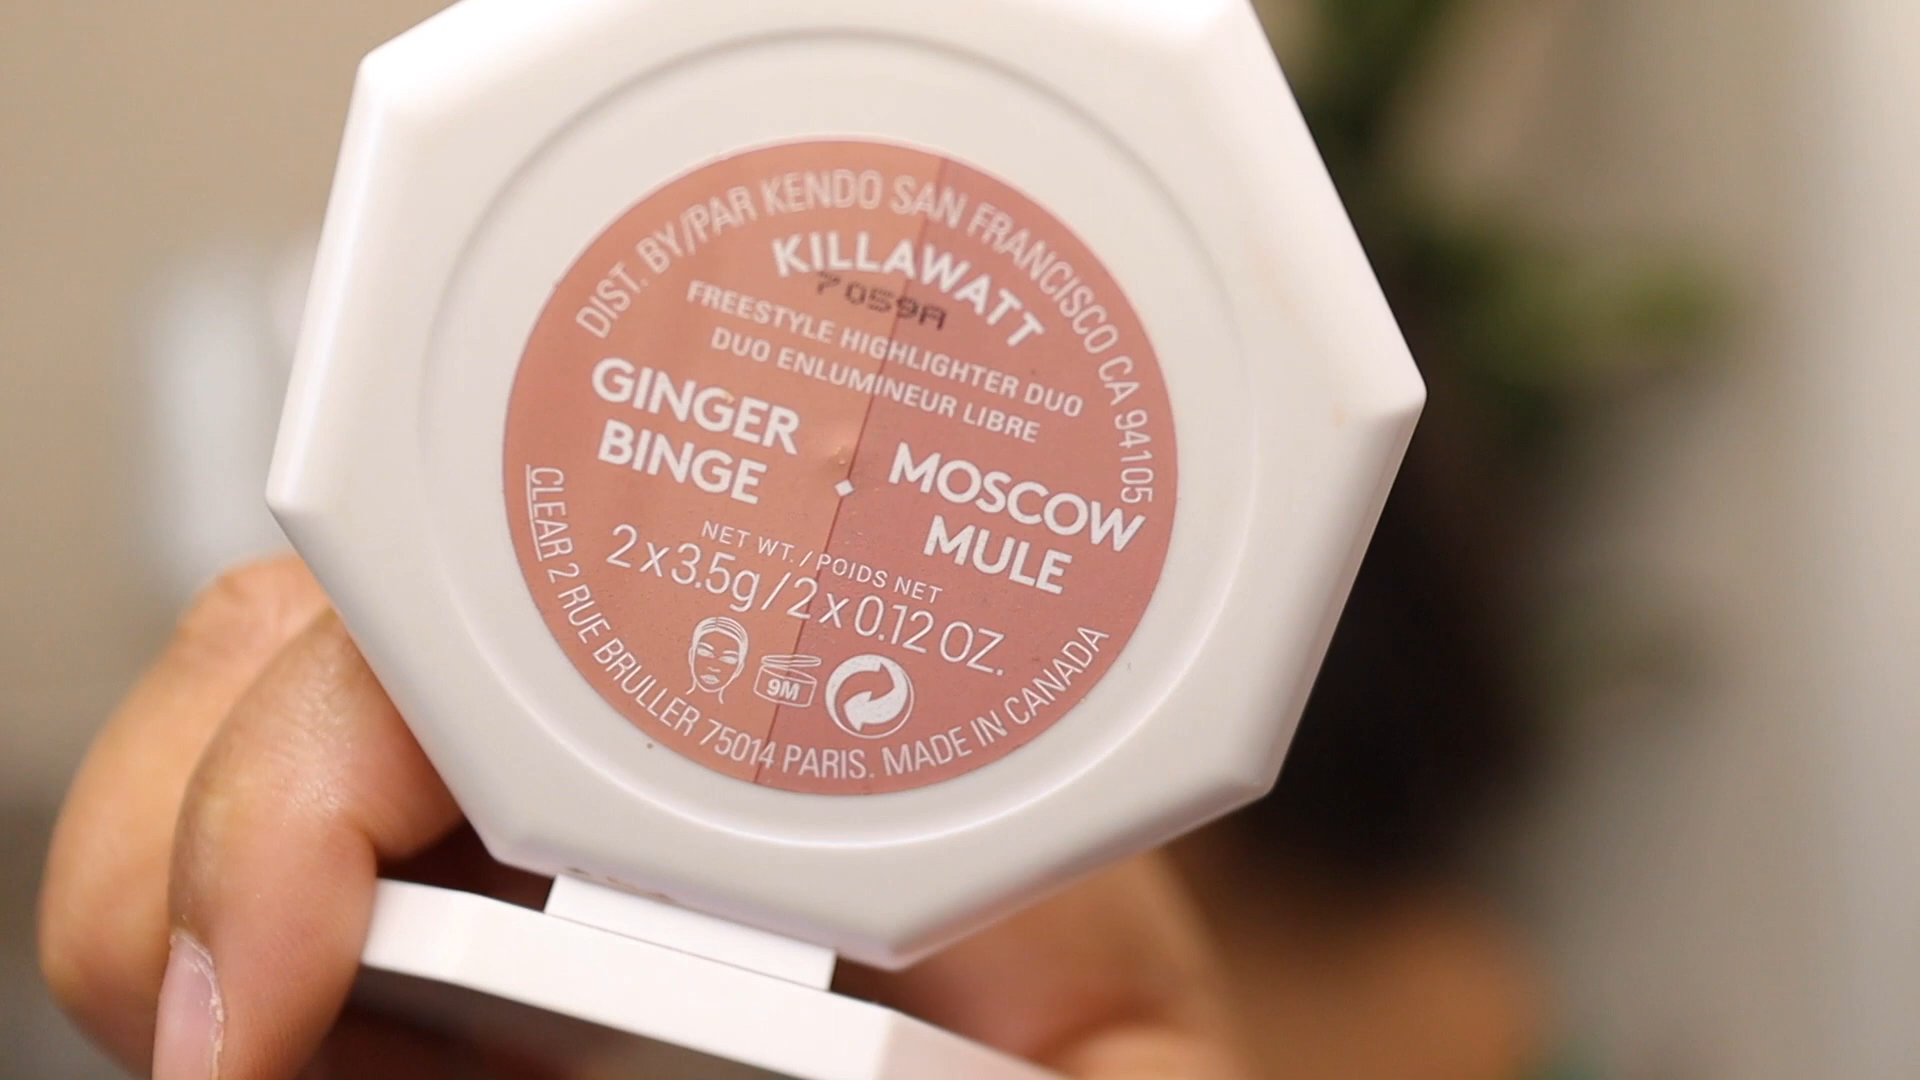 DIST. BY/PAR KENDO SAN FRANCISCO CA 94105
KILLAWATT
7059A
FREESTYLE HIGHLIGHTER DUO
DUO ENLUMINEUR LIBRE
GINGER
BINGE
MOSCOW
MULE
NET WT. / POIDS NET
2 x 3.5g / 2 x 0.12 OZ.
9M
CLEAR 2 RUE BRULLER 75014 PARIS. MADE IN CANADA